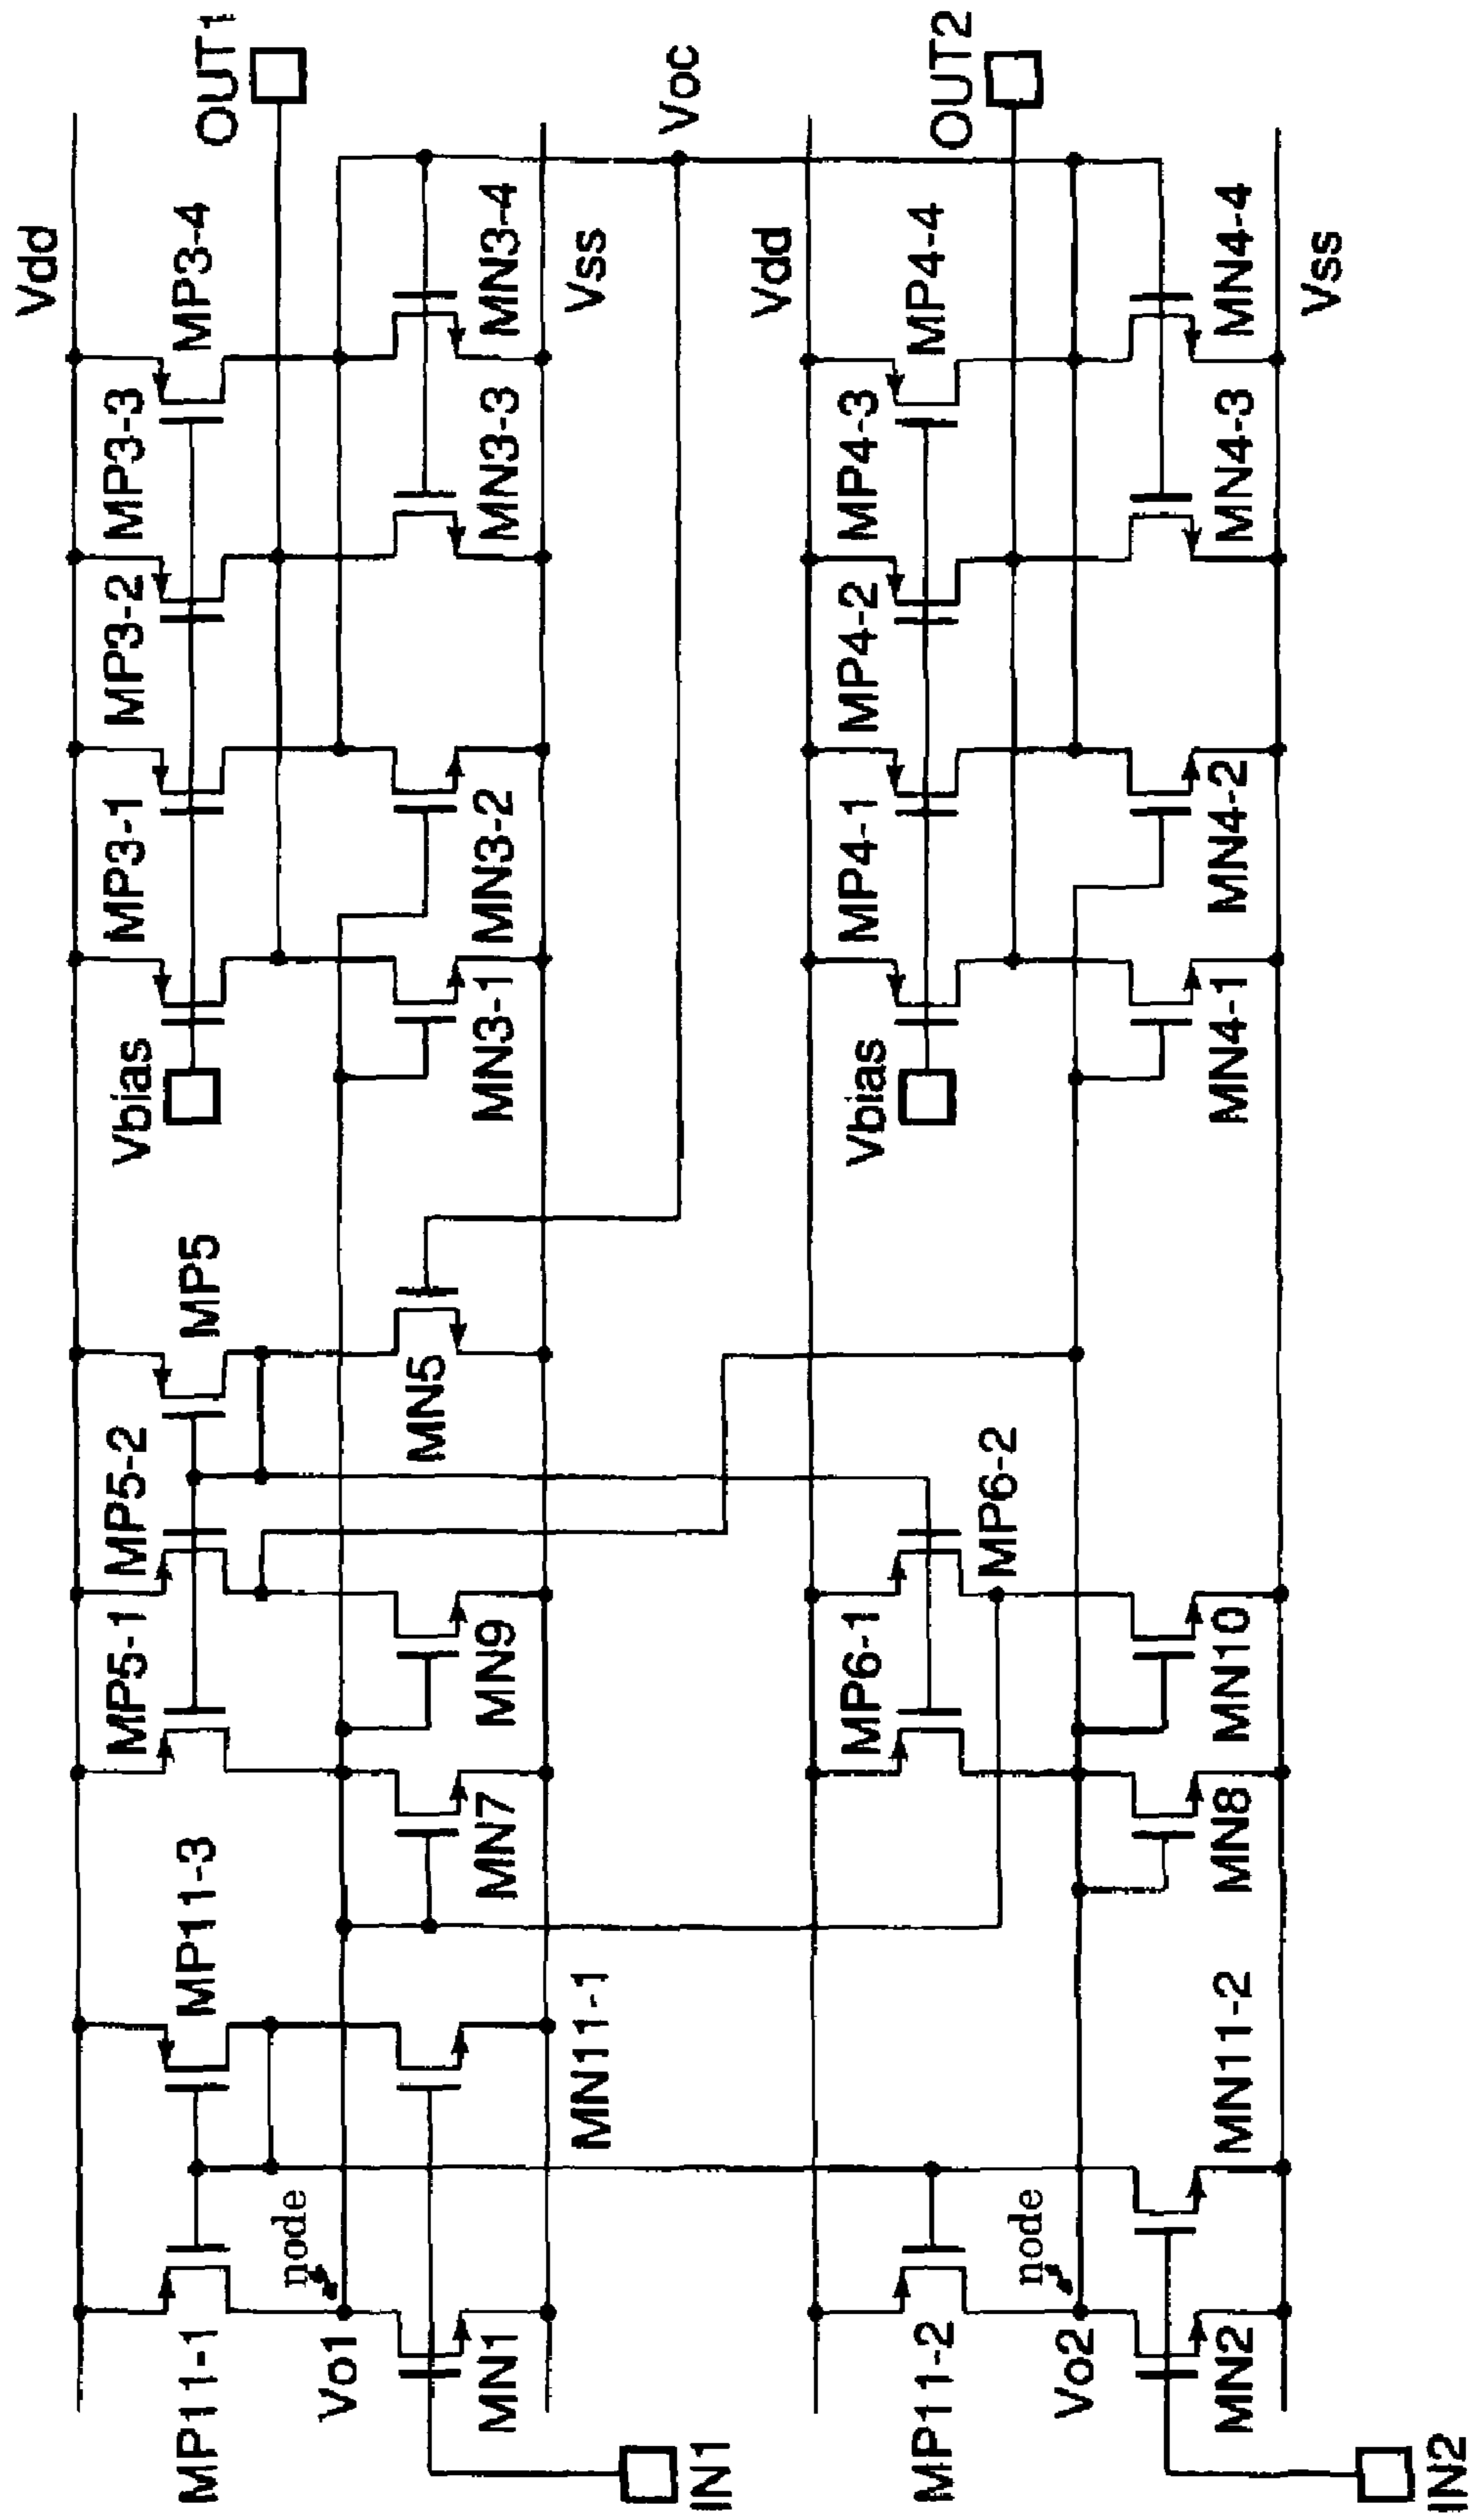 Vdd
MP11-1
MP11-3
MP5-1
MP5-2
MP5
Vbias
MP3-1
MP3-2
MP3-3
MP3-4
OUT1
node
Vo1
MN1
MN11-1
MN7
MN9
MN5
MN3-1
MN3-2
MN3-3
MN3-4
Vss
IN1
Voc
Vdd
MP11-2
MP6-1
MP6-2
Vbias
MP4-1
MP4-2
MP4-3
MP4-4
OUT2
node
Vo2
MN2
MN11-2
MN8
MN10
MN4-1
MN4-2
MN4-3
MN4-4
Vss
IN2